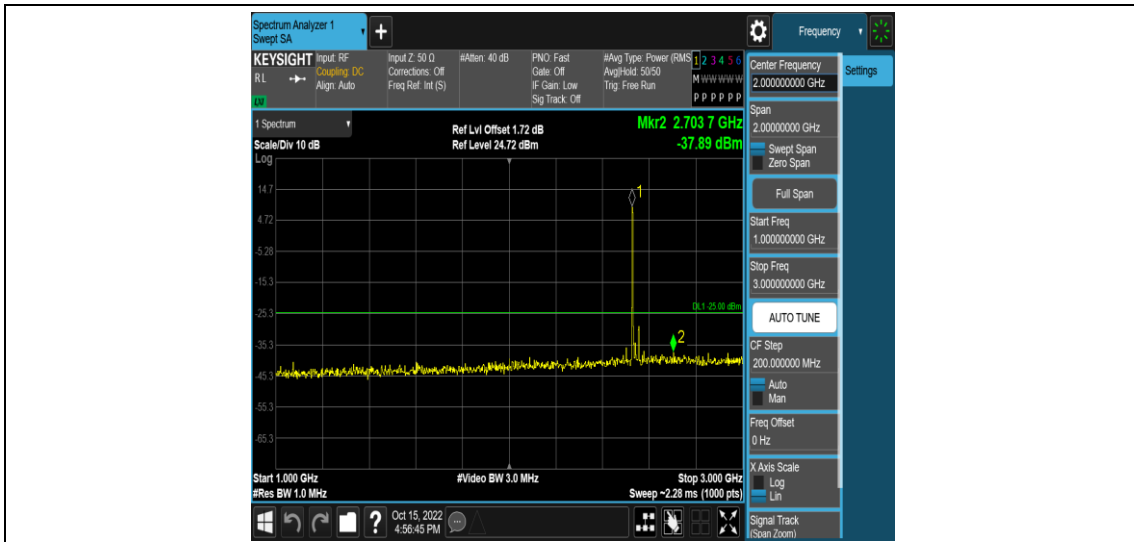 Spectrum Analyzer 1
Swept SA
+
Frequency
KEYSIGHT
RL
LXI
Input: RF
Coupling: DC
Align: Auto
Input Z: 50 Ω
Corrections: Off
Freq Ref: Int (S)
#Atten: 40 dB
PNO: Fast
Gate: Off
IF Gain: Low
Sig Track: Off
#Avg Type: Power (RMS
Avg|Hold: 50/50
Trig: Free Run
1 2 3 4 5 6
M W W W W W
P P P P P P
Center Frequency
2.000000000 GHz
Settings
Span
2.00000000 GHz
Swept Span
Zero Span
Full Span
Start Freq
1.000000000 GHz
Stop Freq
3.000000000 GHz
AUTO TUNE
CF Step
200.000000 MHz
Auto
Man
Freq Offset
0 Hz
X Axis Scale
Log
Lin
Signal Track
(Span Zoom)
1 Spectrum
Scale/Div 10 dB
Log
Ref Lvl Offset 1.72 dB
Ref Level 24.72 dBm
Mkr2 2.703 7 GHz
-37.89 dBm
14.7
4.72
-5.28
-15.3
-25.3
-35.3
-45.3
-55.3
-65.3
1
DL1 -25.00 dBm
2
Start 1.000 GHz
#Res BW 1.0 MHz
#Video BW 3.0 MHz
Stop 3.000 GHz
Sweep ~2.28 ms (1000 pts)
?
Oct 15, 2022
4:56:45 PM